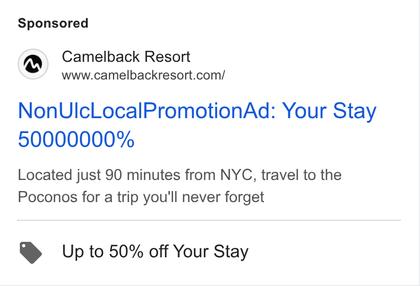 Sponsored
Camelback Resort
www.camelbackresort.com/
NonUlcLocalPromotionAd: Your Stay
50000000%
Located just 90 minutes from NYC, travel to the
Poconos for a trip you'll never forget
Up to 50% off Your Stay